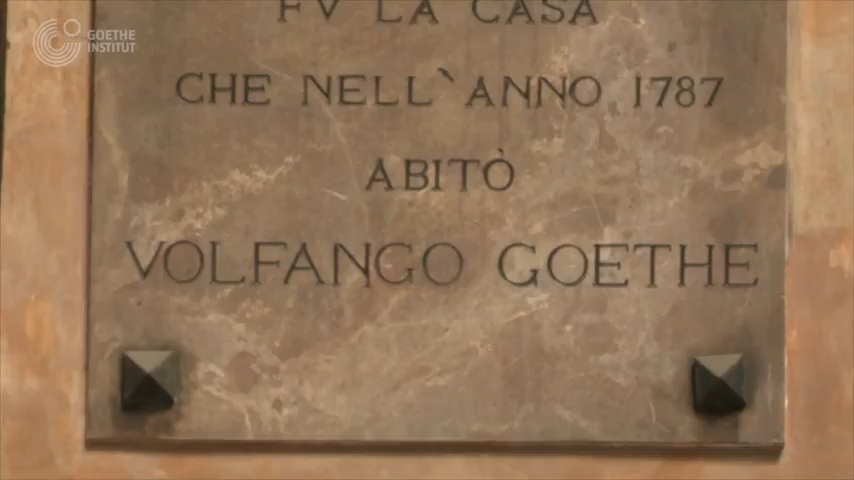 GOETHE
INSTITUT
FV LA CASA
CHE NELL`ANNO 1787
ABITÒ
VOLFANGO GOETHE